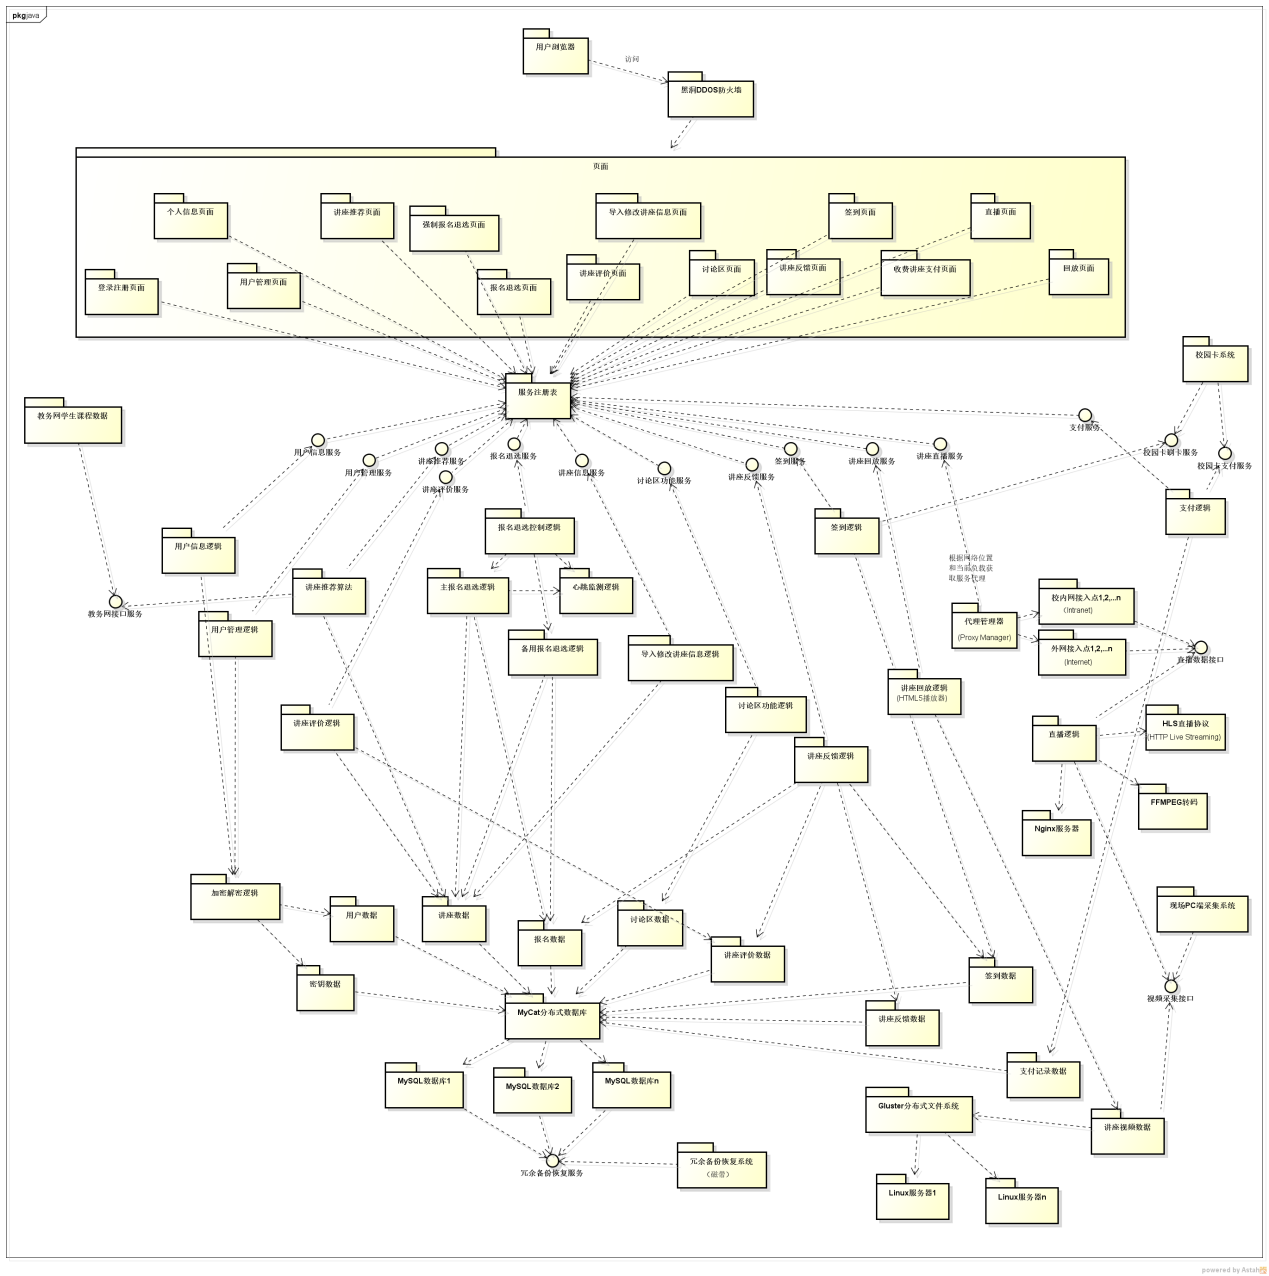 pkg java
用户浏览器
访问
黑洞DDOS防火墙
页面
个人信息页面
讲座推荐页面
强制报名退选页面
导入修改讲座信息页面
签到页面
直播页面
登录注册页面
用户管理页面
报名退选页面
讲座评价页面
讨论区页面
讲座反馈页面
收费讲座支付页面
回放页面
校园卡系统
服务注册表
教务网学生课程数据
支付服务
用户信息服务
用户管理服务
讲座推荐服务
讲座评价服务
报名退选服务
讲座信息服务
讨论区功能服务
讲座反馈服务
签到服务
讲座回放服务
讲座直播服务
校园卡刷卡服务
校园卡支付服务
支付逻辑
报名退选控制逻辑
签到逻辑
用户信息逻辑
根据网络位置
和当前负载获
取服务代理
讲座推荐算法
主报名退选逻辑
心跳监测逻辑
校内网接入点1,2,...n
(Intranet)
教务网接口服务
代理管理器
(Proxy Manager)
用户管理逻辑
备用报名退选逻辑
导入修改讲座信息逻辑
外网接入点1,2,...n
(Internet)
直播数据接口
讲座回放逻辑
(HTML5播放器)
讨论区功能逻辑
讲座评价逻辑
直播逻辑
HLS直播协议
(HTTP Live Streaming)
讲座反馈逻辑
FFMPEG转码
Nginx服务器
加密解密逻辑
用户数据
讲座数据
讨论区数据
现场PC端采集系统
报名数据
讲座评价数据
密钥数据
签到数据
视频采集接口
MyCat分布式数据库
讲座反馈数据
支付记录数据
MySQL数据库1
MySQL数据库2
MySQL数据库n
Gluster分布式文件系统
讲座视频数据
冗余备份恢复服务
冗余备份恢复系统
(磁带)
Linux服务器1
Linux服务器n
powered by Astah